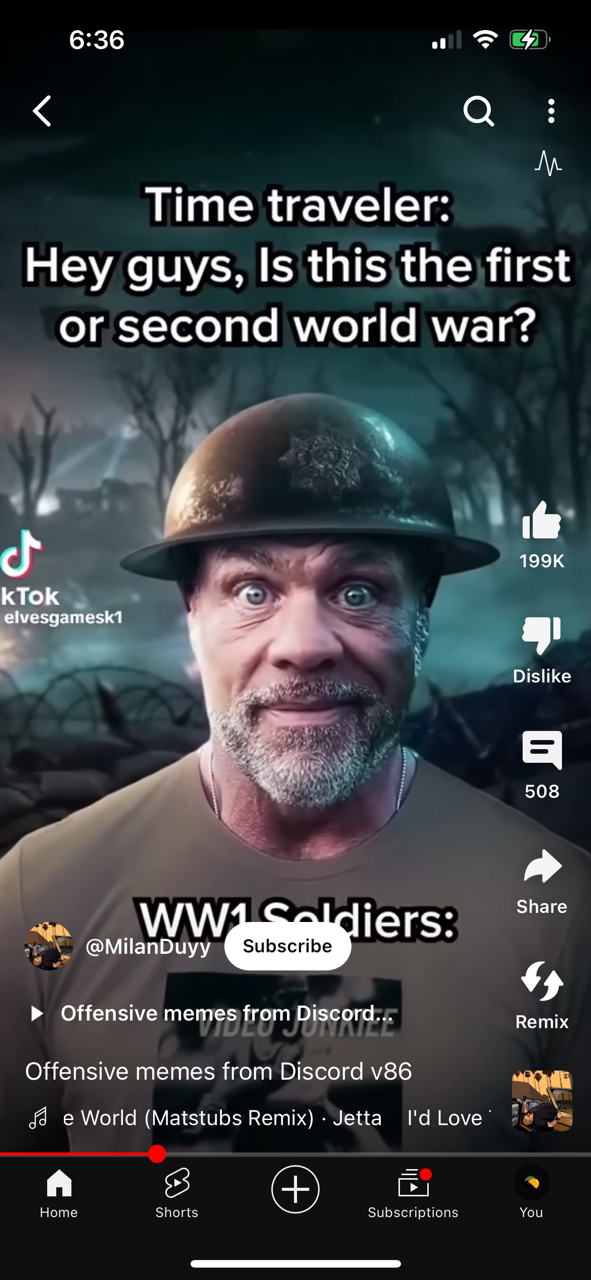 6:36
Time traveler:
Hey guys, Is this the first
or second world war?
kTok
elvesgamesk1
199K
Dislike
508
Share
WW1 Soldiers:
@MilanDuyy
Subscribe
VIDEO JUNKIEE
Offensive memes from Discord...
Remix
Offensive memes from Discord v86
e World (Matstubs Remix) · Jetta I'd Love
Home
Shorts
Subscriptions
You